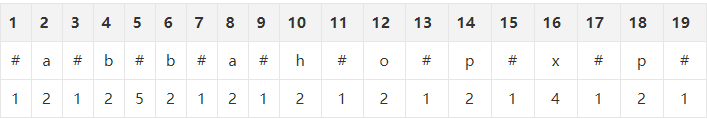 1 2 3 4 5 6 7 8 9 10 11 12 13 14 15 16 17 18 19
# a # b # b # a # h # o # p # x # p #
1 2 1 2 5 2 1 2 1 2 1 2 1 2 1 4 1 2 1